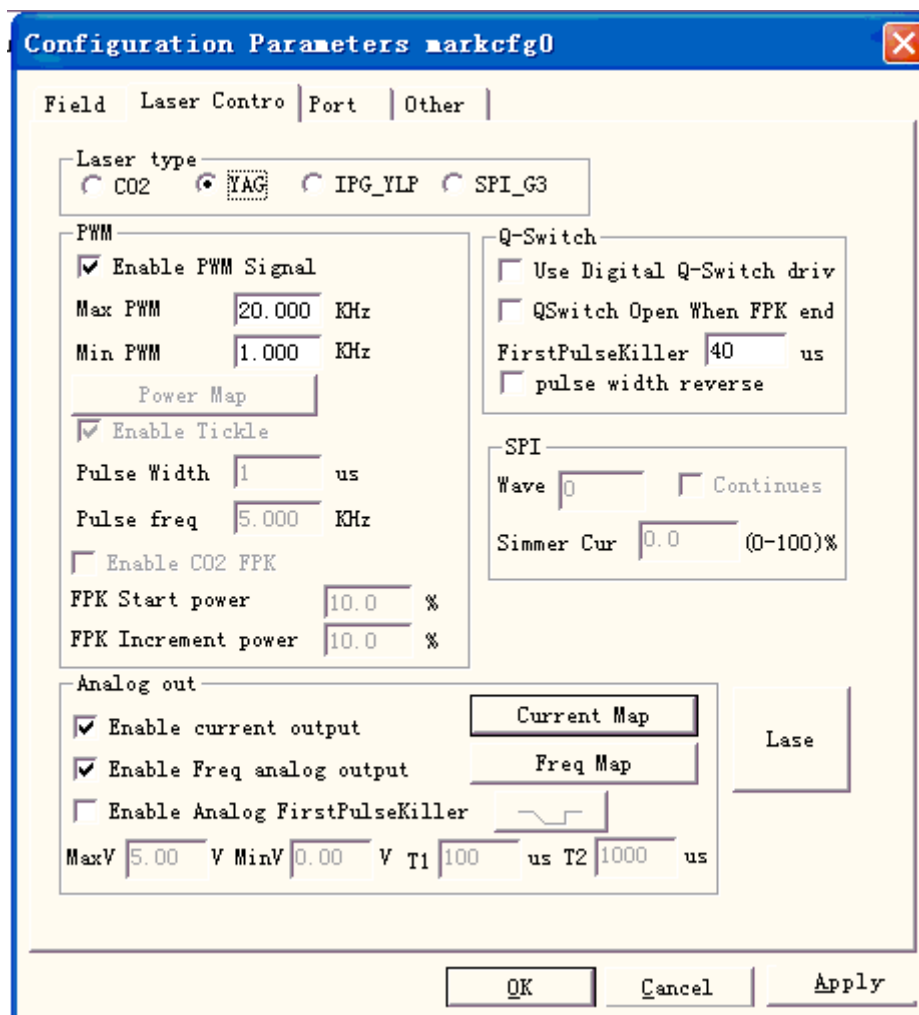 Configuration Parameters markcfg0
Field Laser Contro Port Other
Laser type
CO2 YAG IPG_YLP SPI_G3
PWM
Enable PWM Signal
Max PWM 20.000 KHz
Min PWM 1.000 KHz
Power Map
Enable Tickle
Pulse Width 1 us
Pulse freq 5.000 KHz
Enable CO2 FPK
FPK Start power 10.0 %
FPK Increment power 10.0 %
Q-Switch
Use Digital Q-Switch driv
QSwitch Open When FPK end
FirstPulseKiller 40 us
pulse width reverse
SPI
Wave 0 Continues
Simmer Cur 0.0 (0-100)%
Analog out
Enable current output Current Map
Enable Freq analog output Freq Map
Enable Analog FirstPulseKiller
MaxV 5.00 V MinV 0.00 V T1 100 us T2 1000 us
Lase
OK Cancel Apply